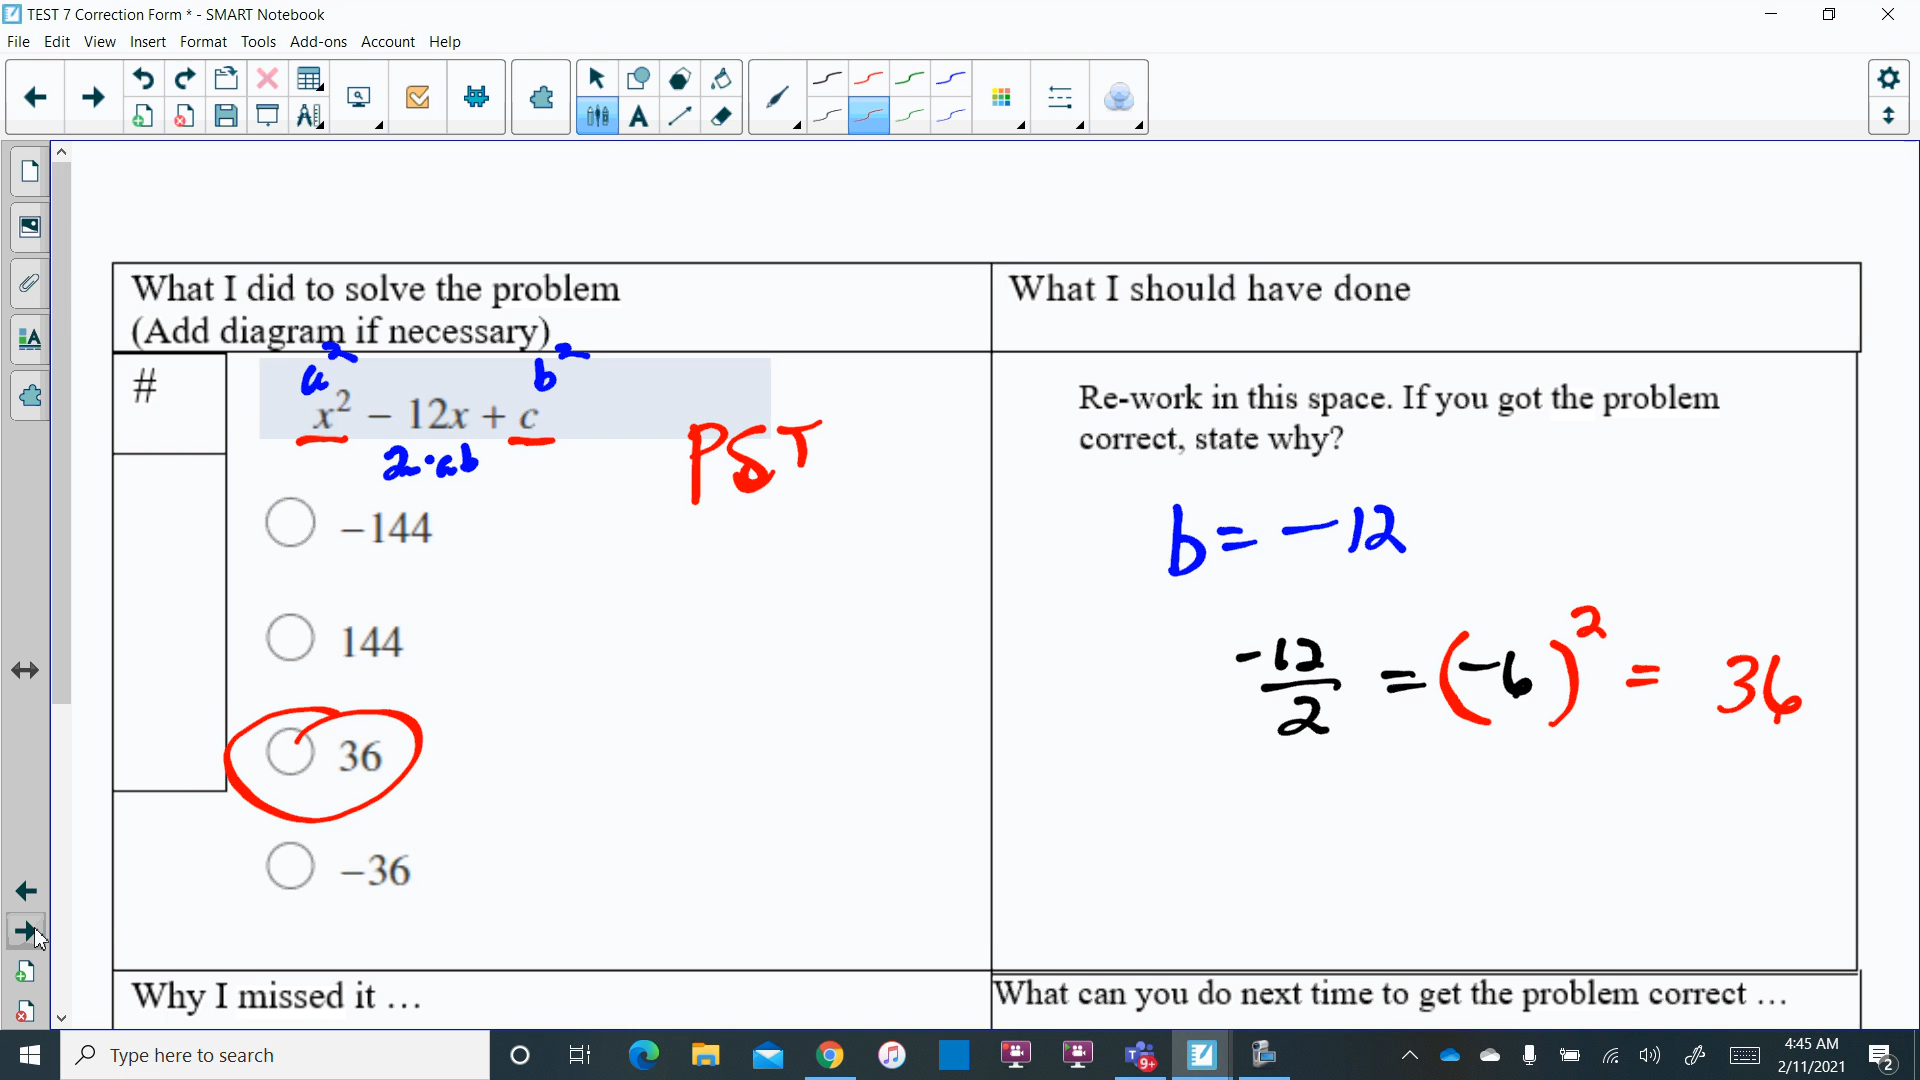 TEST 7 Correction Form * - SMART Notebook
File Edit View Insert Format Tools Add-ons Account Help
What I did to solve the problem
(Add diagram if necessary)
What I should have done
#
a² b²
x² − 12x + c
2·ab
PST
−144
144
36
−36
Re-work in this space. If you got the problem
correct, state why?
b = −12
-12/2 = (-6)² = 36
Why I missed it …
What can you do next time to get the problem correct …
Type here to search
9+
4:45 AM
2/11/2021
2